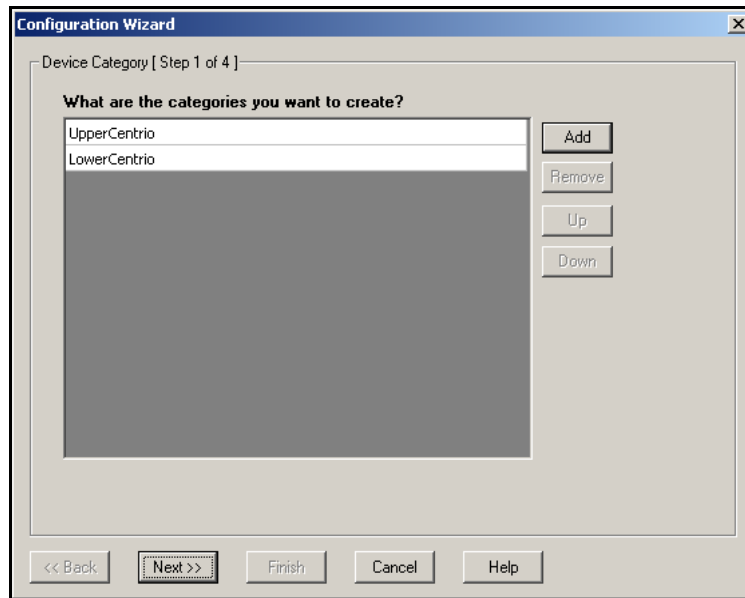 Configuration Wizard
Device Category [ Step 1 of 4 ]
What are the categories you want to create?
UpperCentrio
LowerCentrio
Add
Remove
Up
Down
<< Back
Next >>
Finish
Cancel
Help